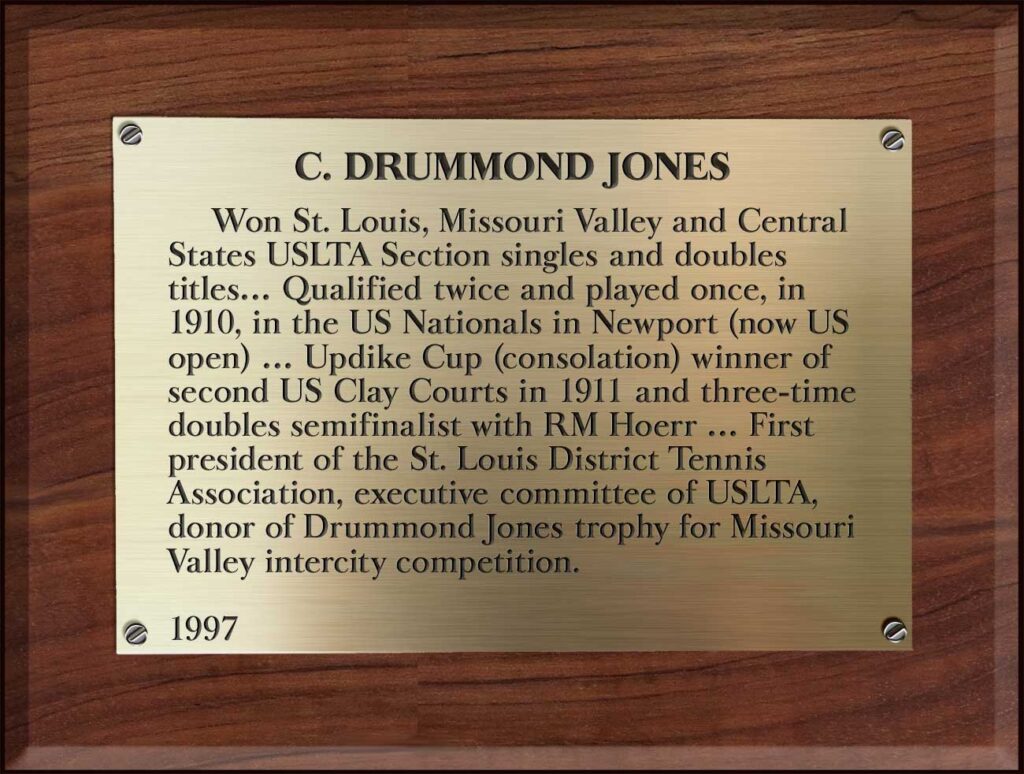 C. DRUMMOND JONES
Won St. Louis, Missouri Valley and Central
States USLTA Section singles and doubles
titles... Qualified twice and played once, in
1910, in the US Nationals in Newport (now US
open) ... Updike Cup (consolation) winner of
second US Clay Courts in 1911 and three-time
doubles semifinalist with RM Hoerr ... First
president of the St. Louis District Tennis
Association, executive committee of USLTA,
donor of Drummond Jones trophy for Missouri
Valley intercity competition.
1997